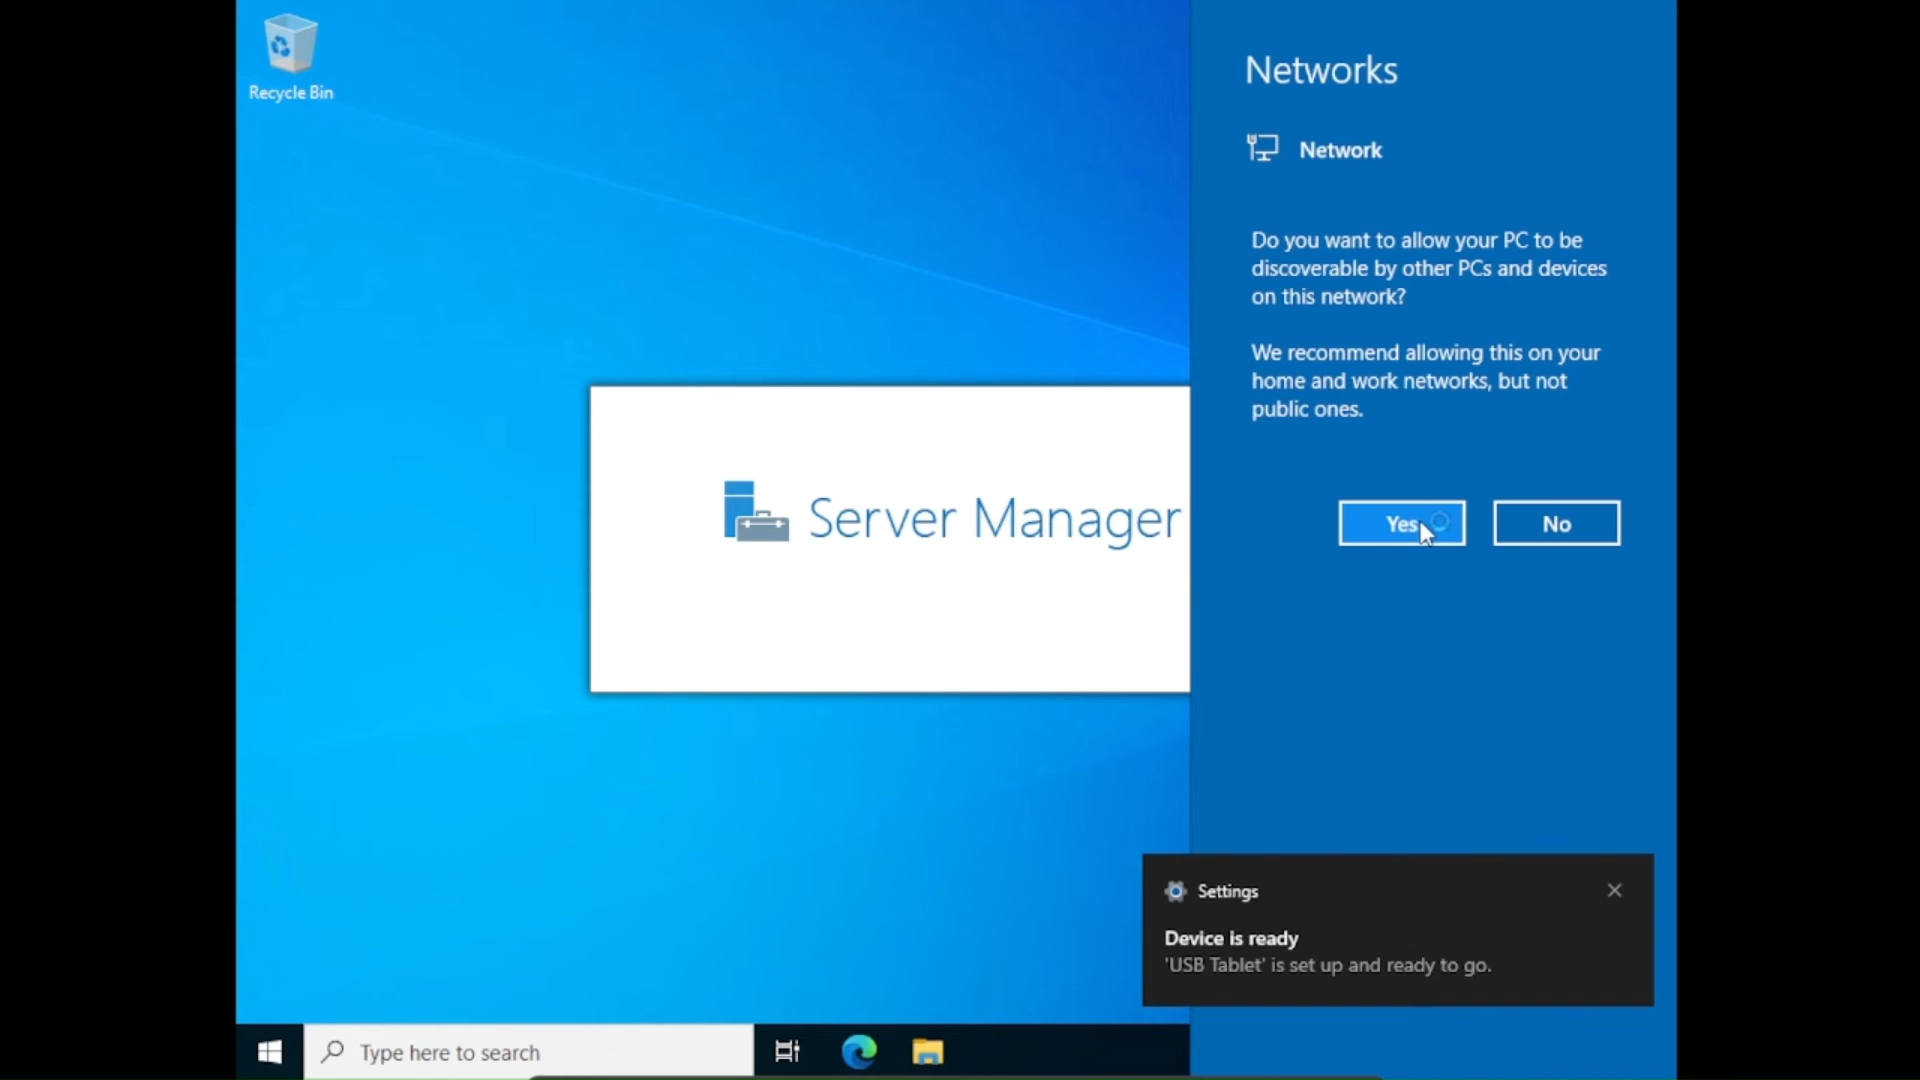 Recycle Bin
Networks
Network
Do you want to allow your PC to be
discoverable by other PCs and devices
on this network?
We recommend allowing this on your
home and work networks, but not
public ones.
Yes
No
Server Manager
Settings
Device is ready
'USB Tablet' is set up and ready to go.
Type here to search